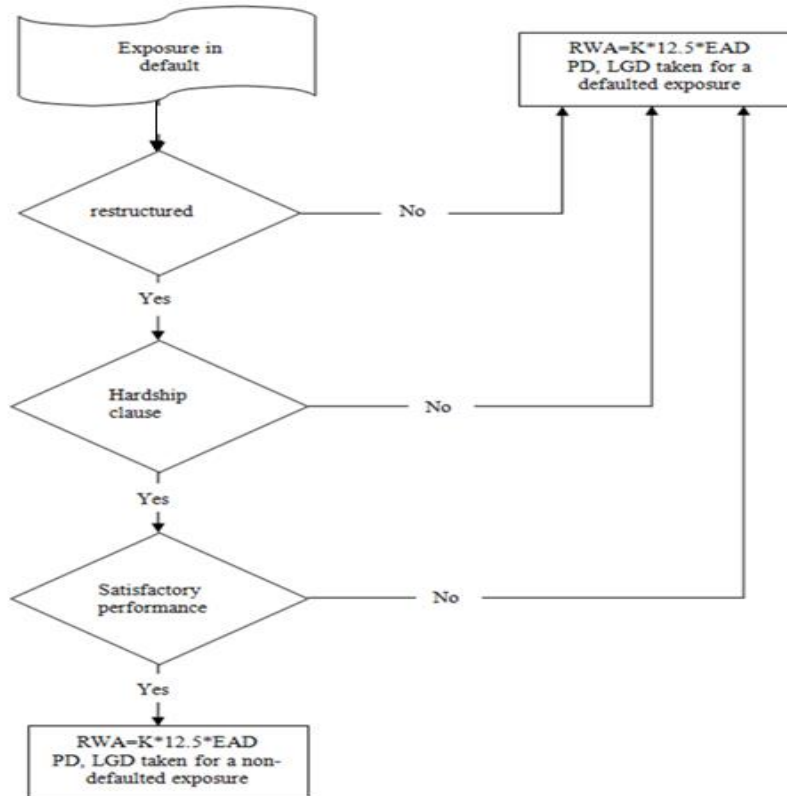 Exposure in
default
RWA=K*12.5*EAD
PD, LGD taken for a
defaulted exposure
restructured
No
Yes
Hardship
clause
No
Yes
Satisfactory
performance
No
Yes
RWA=K*12.5*EAD
PD, LGD taken for a non-
defaulted exposure